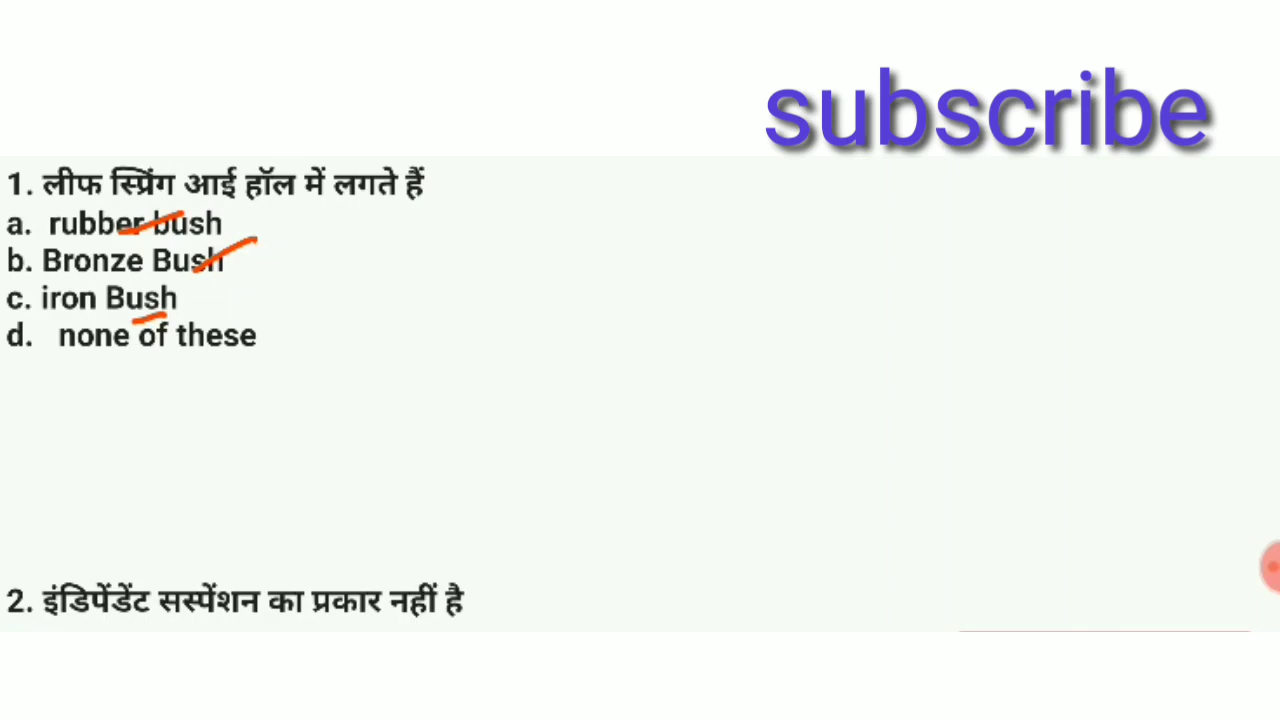 subscribe
1. लीफ स्प्रिंग आई हॉल में लगते हैं
a. rubber bush
b. Bronze Bush
c. iron Bush
d. none of these
2. इंडिपेंडेंट सस्पेंशन का प्रकार नहीं है